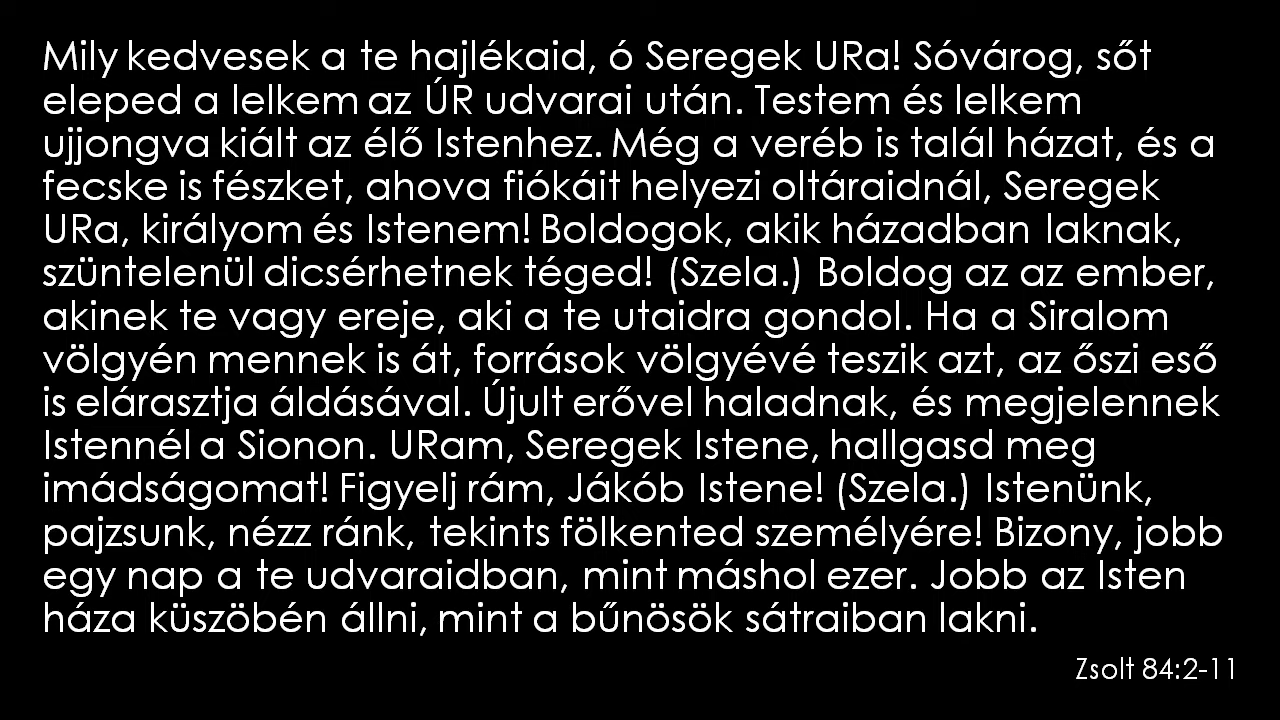 Mily kedvesek a te hajlékaid, ó Seregek URa! Sóvárog, sőt
eleped a lelkem az ÚR udvarai után. Testem és lelkem
ujjongva kiált az élő Istenhez. Még a veréb is talál házat, és a
fecske is fészket, ahova fiókáit helyezi oltáraidnál, Seregek
URa, királyom és Istenem! Boldogok, akik házadban laknak,
szüntelenül dicsérhetnek téged! (Szela.) Boldog az az ember,
akinek te vagy ereje, aki a te utaidra gondol. Ha a Siralom
völgyén mennek is át, források völgyévé teszik azt, az őszi eső
is elárasztja áldásával. Újult erővel haladnak, és megjelennek
Istennél a Sionon. URam, Seregek Istene, hallgasd meg
imádságomat! Figyelj rám, Jákób Istene! (Szela.) Istenünk,
pajzsunk, nézz ránk, tekints fölkented személyére! Bizony, jobb
egy nap a te udvaraidban, mint máshol ezer. Jobb az Isten
háza küszöbén állni, mint a bűnösök sátraiban lakni.
Zsolt 84:2-11